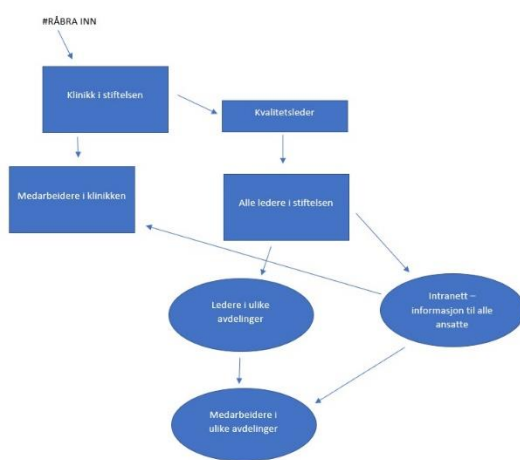 #RÅBRA INN
Klinikk i stiftelsen
Kvalitetsleder
Medarbeidere i klinikken
Alle ledere i stiftelsen
Ledere i ulike
avdelinger
Intranett –
informasjon til alle
ansatte
Medarbeidere i
ulike avdelinger